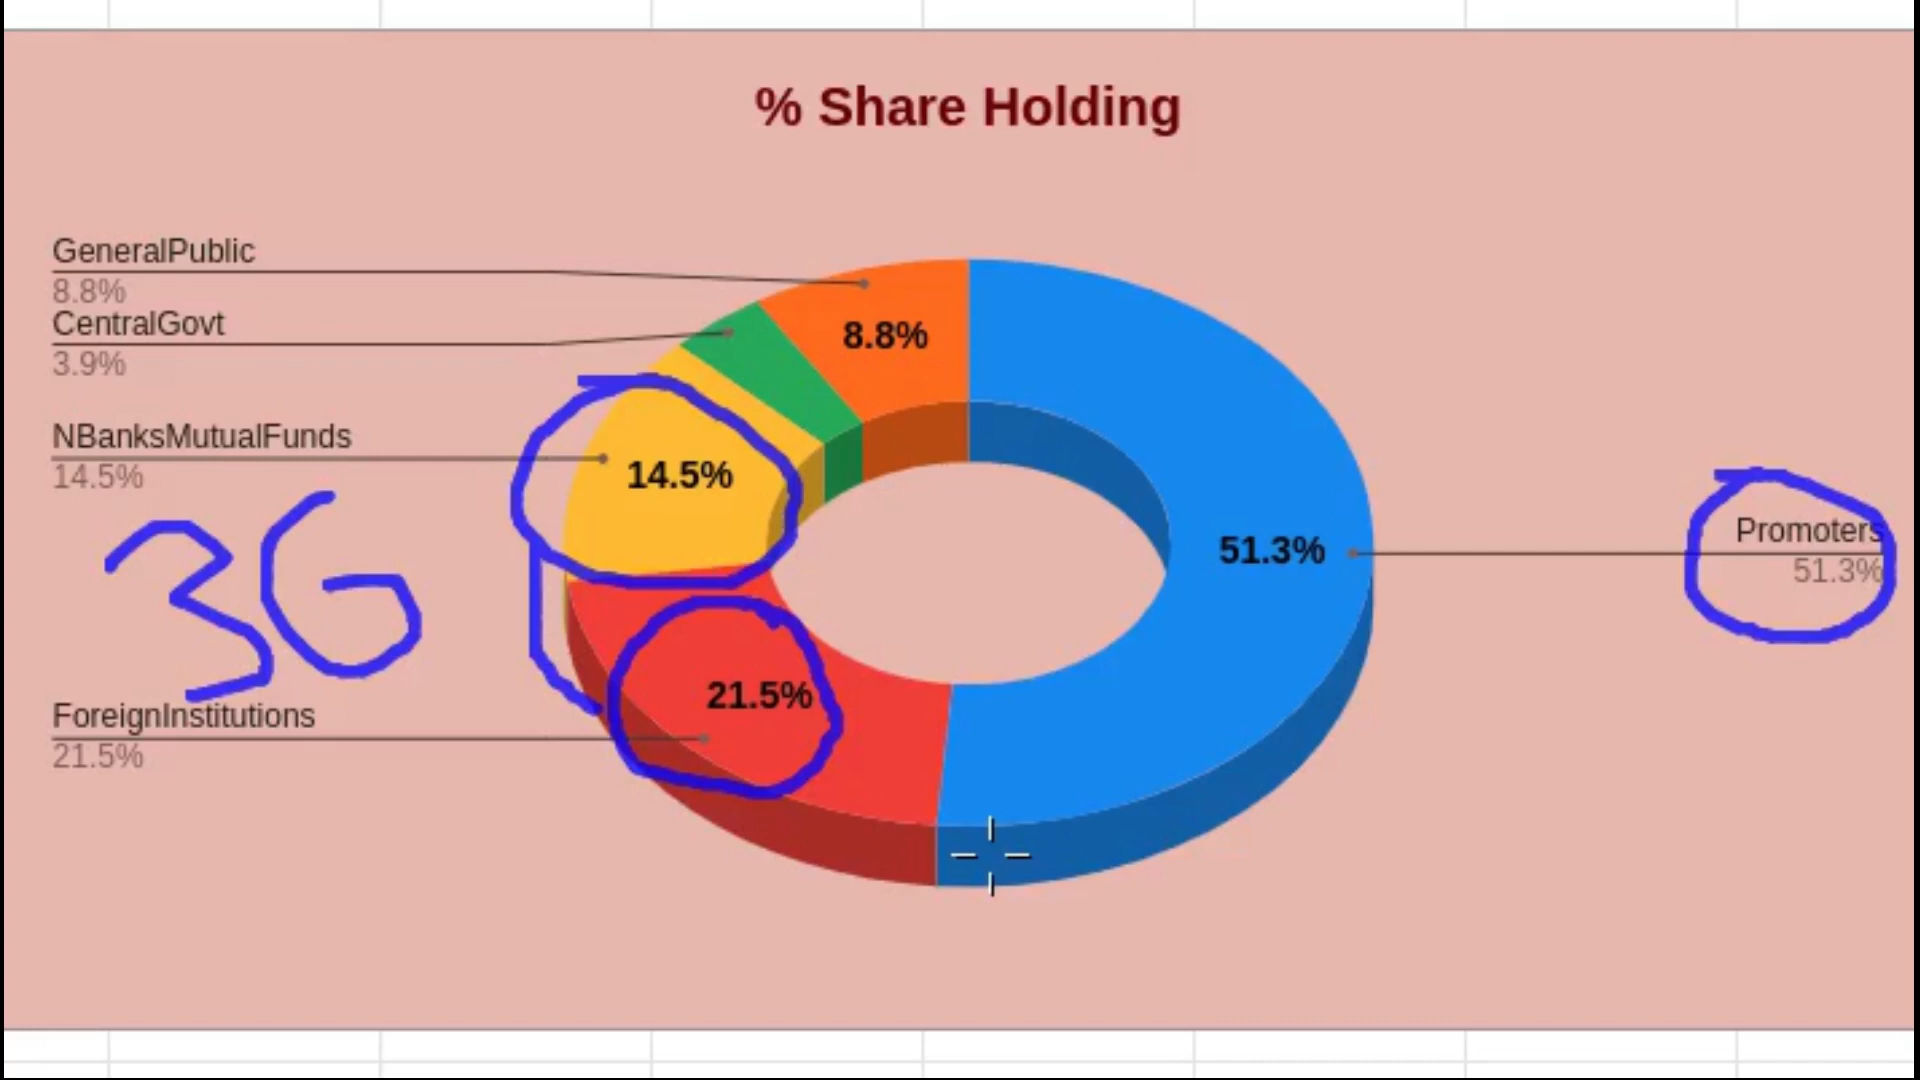 % Share Holding
GeneralPublic
8.8%
CentralGovt
3.9%
NBanksMutualFunds
14.5%
36
ForeignInstitutions
21.5%
8.8%
14.5%
21.5%
51.3%
Promoters
51.3%